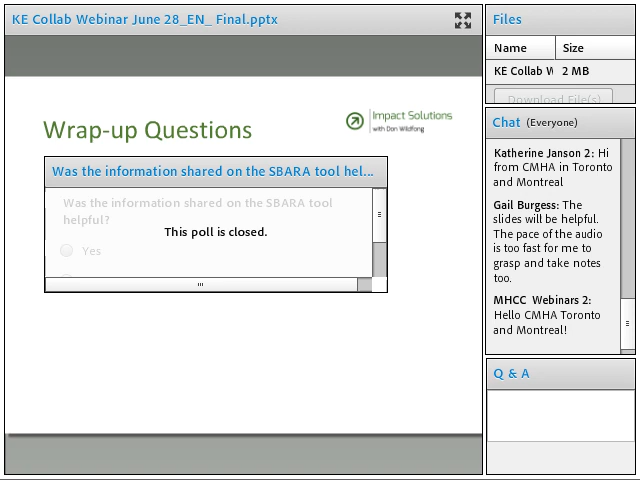 KE Collab Webinar June 28_EN_ Final.pptx
Wrap-up Questions
Impact Solutions
with Don Wildfong
Was the information shared on the SBARA tool hel...
Was the information shared on the SBARA tool
helpful?
This poll is closed.
Yes
Files
Name Size
KE Collab W 2 MB
Download File(s)
Chat (Everyone)
Katherine Janson 2: Hi
from CMHA in Toronto
and Montreal
Gail Burgess: The
slides will be helpful.
The pace of the audio
is too fast for me to
grasp and take notes
too.
MHCC Webinars 2:
Hello CMHA Toronto
and Montreal!
Q & A